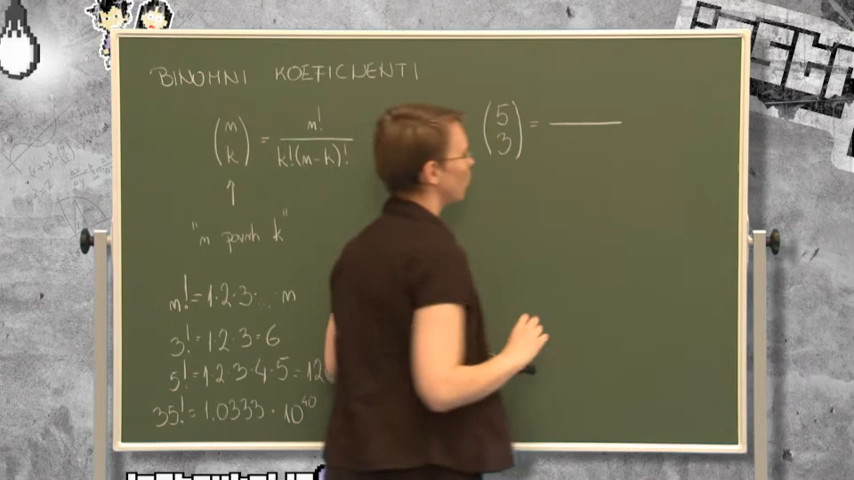 BINOMNI KOEFICIJENTI
(n k) = n! / k!(n-k)!
(5 3) =
↑
"n povrh k"
n! = 1·2·3·...·n
3! = 1·2·3 = 6
5! = 1·2·3·4·5 = 12
35! = 1.0333·10^40